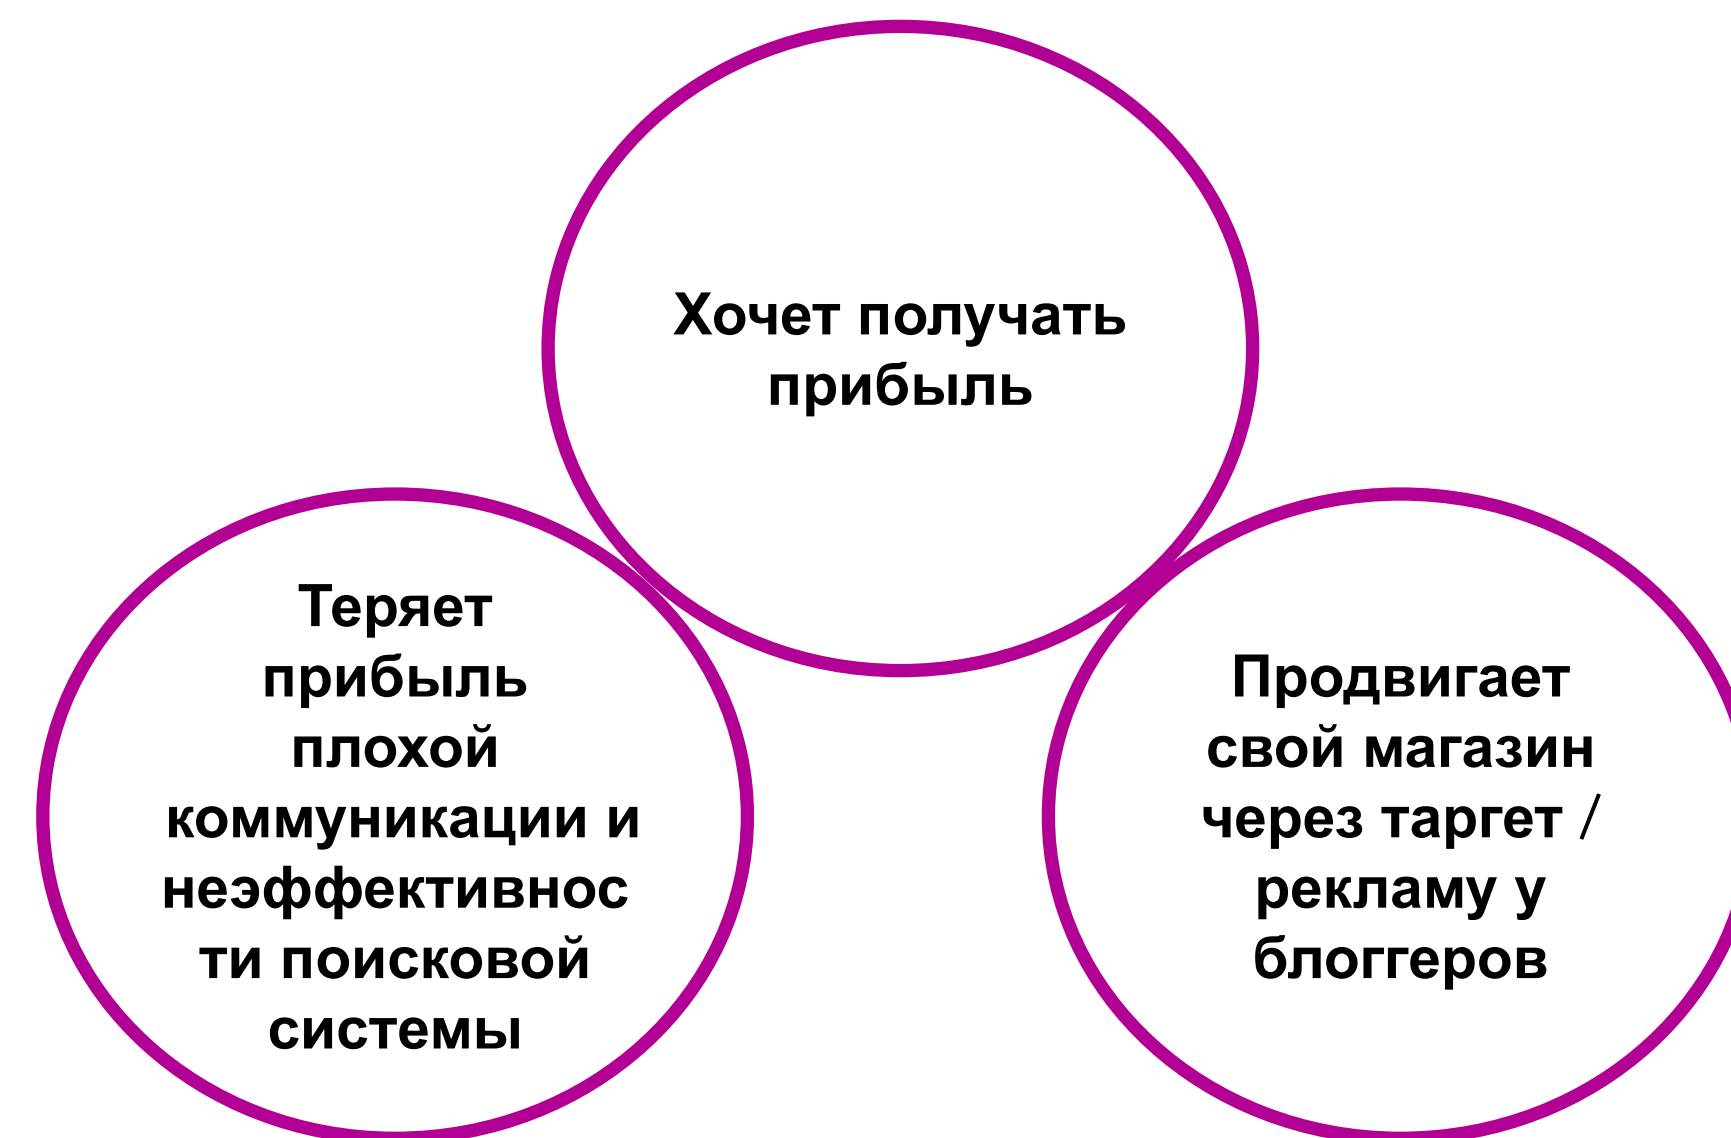 Хочет получать
прибыль
Теряет
прибыль
плохой
коммуникации и
неэффективнос
ти поисковой
системы
Продвигает
свой магазин
через таргет /
рекламу у
блоггеров